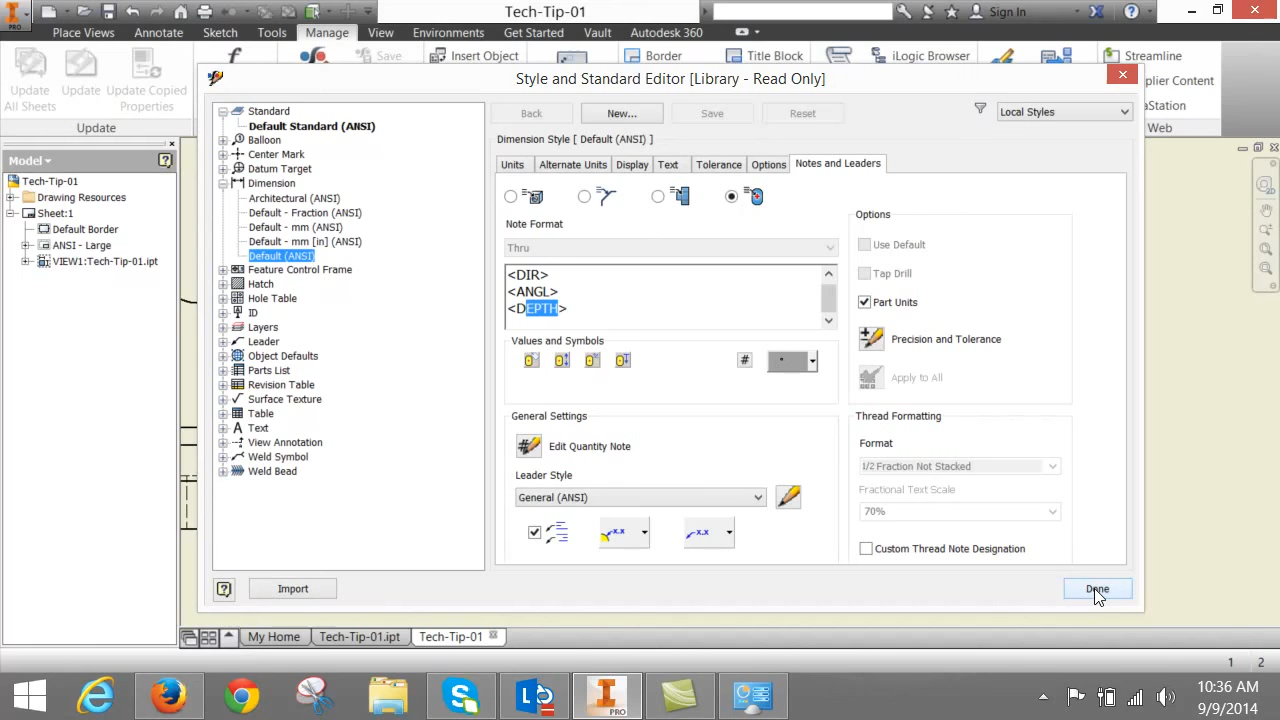 PRO
Tech-Tip-01
Sign In
Place Views
Annotate
Sketch
Tools
Manage
View
Environments
Get Started
Vault
Autodesk 360
Update All Sheets
Update
Update Copied Properties
Update
Save
Insert Object
Border
Title Block
iLogic Browser
Streamline
plier Content
aStation
Web
Style and Standard Editor [Library - Read Only]
Model
Tech-Tip-01
Drawing Resources
Sheet:1
Default Border
ANSI - Large
VIEW1:Tech-Tip-01.ipt
Standard
Default Standard (ANSI)
Balloon
Center Mark
Datum Target
Dimension
Architectural (ANSI)
Default - Fraction (ANSI)
Default - mm (ANSI)
Default - mm [in] (ANSI)
Default (ANSI)
Feature Control Frame
Hatch
Hole Table
ID
Layers
Leader
Object Defaults
Parts List
Revision Table
Surface Texture
Table
Text
View Annotation
Weld Symbol
Weld Bead
Import
Back
New...
Save
Reset
Local Styles
Dimension Style [ Default (ANSI) ]
Units
Alternate Units
Display
Text
Tolerance
Options
Notes and Leaders
Note Format
Thru
<DIR>
<ANGL>
<DEPTH>
Values and Symbols
#
General Settings
Edit Quantity Note
Leader Style
General (ANSI)
x.x
x.x
Options
Use Default
Tap Drill
Part Units
Precision and Tolerance
Apply to All
Thread Formatting
Format
1/2 Fraction Not Stacked
Fractional Text Scale
70%
Custom Thread Note Designation
Done
My Home
Tech-Tip-01.ipt
Tech-Tip-01
1 2
PRO
10:36 AM
9/9/2014